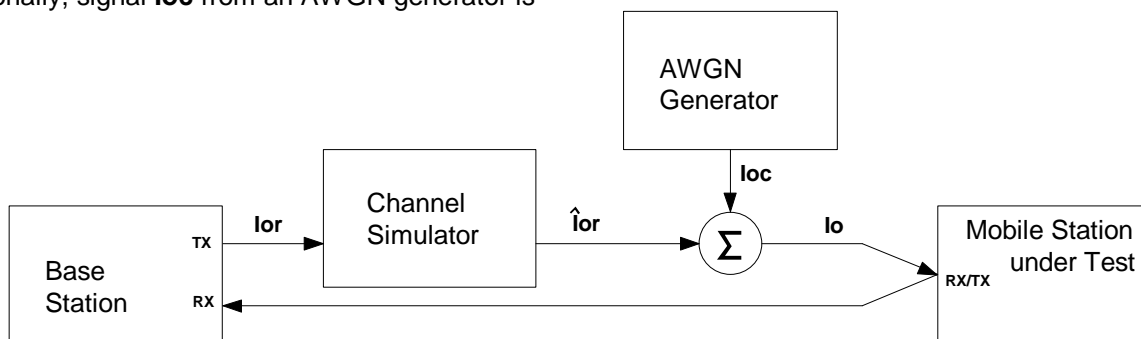 signal Ioc from an AWGN generator is
AWGN
Generator
Ioc
Channel
Simulator
Ior
Îor
Io
TX
Base
Station
RX
Σ
Mobile Station
under Test
RX/TX